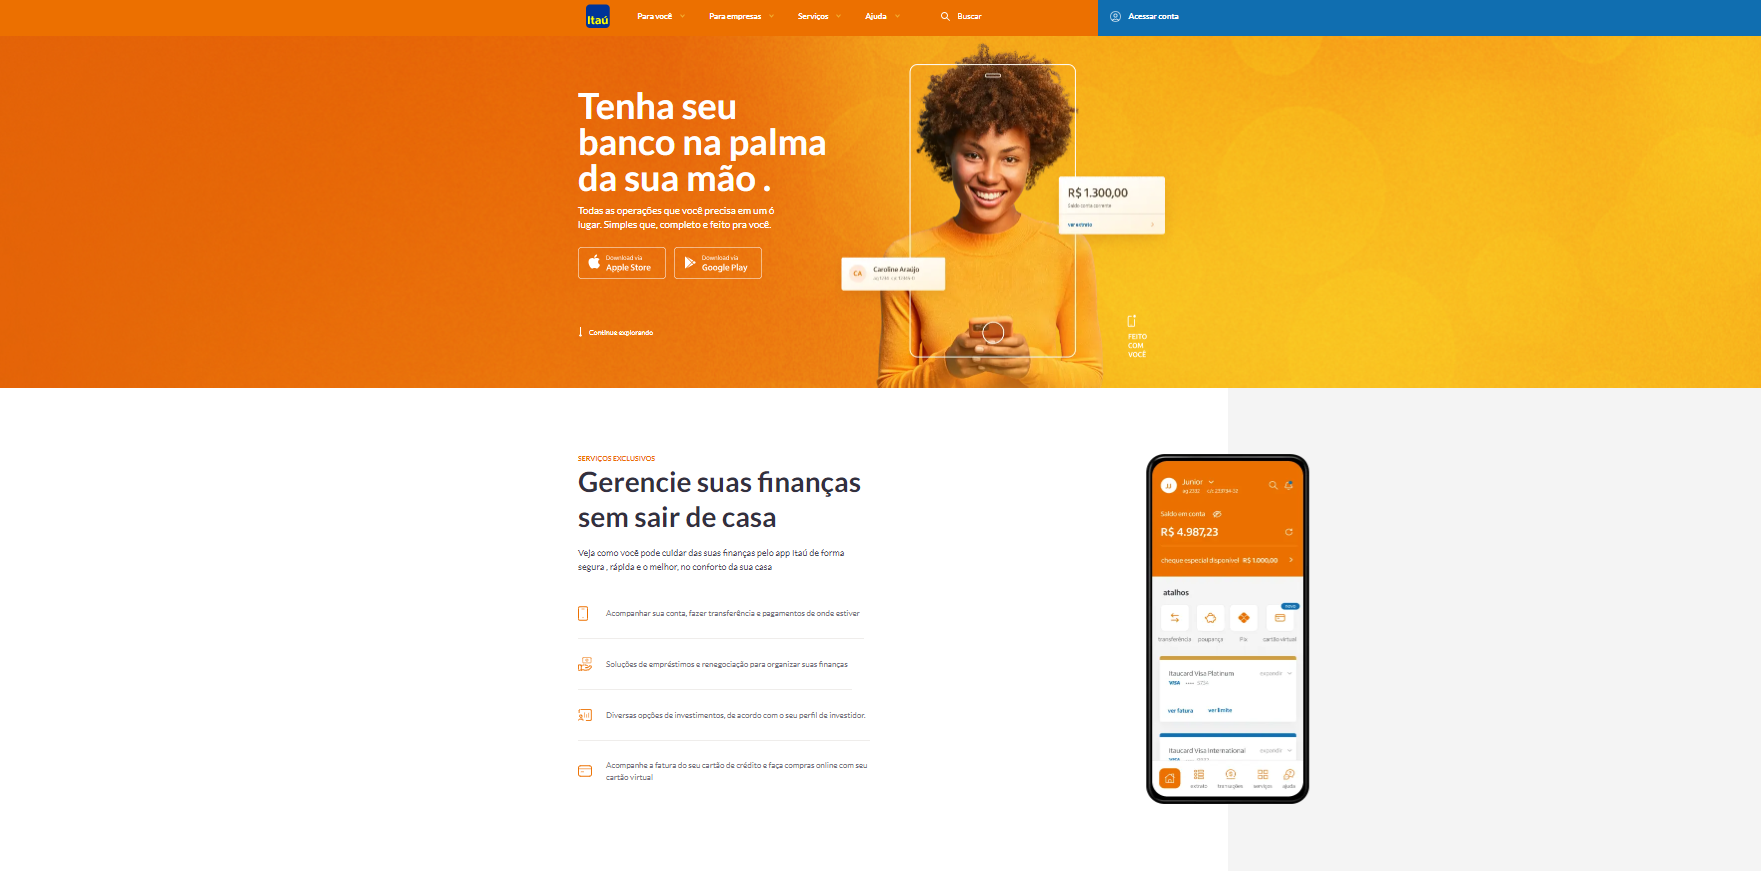 Itaú
Para você
Para empresas
Serviços
Ajuda
Buscar
Acessar conta
Tenha seu
banco na palma
da sua mão .
Todas as operações que você precisa em um ó
lugar. Simples que, completo e feito pra você.
Download via
Apple Store
Download via
Google Play
Continue explorando
R$ 1.300,00
Saldo conta corrente
ver extrato
CA
Caroline Araújo
FEITO
COM
VOCÊ
SERVIÇOS EXCLUSIVOS
Gerencie suas finanças
sem sair de casa
Veja como você pode cuidar das suas finanças pelo app Itaú de forma
segura , rápida e o melhor, no conforto da sua casa
Acompanhar sua conta, fazer transferência e pagamentos de onde estiver
Soluções de empréstimos e renegociação para organizar suas finanças
Diversas opções de investimentos, de acordo com o seu perfil de investidor.
Acompanhe a fatura do seu cartão de crédito e faça compras online com seu
cartão virtual
JJ
Junior
Saldo em conta
R$ 4.987,23
cheque especial disponível R$ 1.000,00
atalhos
novo
transferência
poupança
Pix
cartão virtual
Itaucard Visa Platinum
expandir
VISA
ver fatura
ver limite
Itaucard Visa International
expandir
extrato
transações
serviços
ajuda